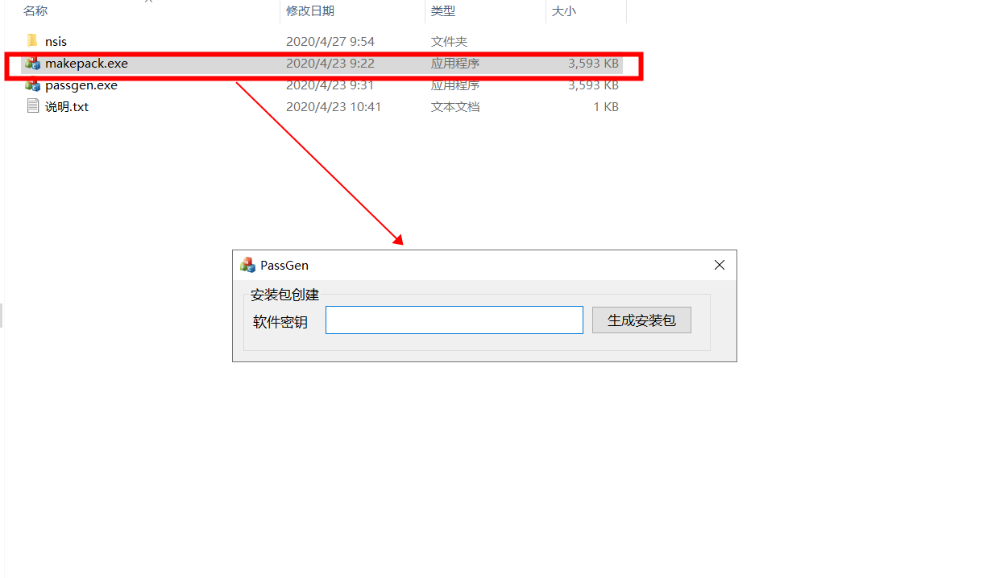 名称 修改日期 类型 大小
nsis 2020/4/27 9:54 文件夹
makepack.exe 2020/4/23 9:22 应用程序 3,593 KB
passgen.exe 2020/4/23 9:31 应用程序 3,593 KB
说明.txt 2020/4/23 10:41 文本文档 1 KB
PassGen
安装包创建
软件密钥 生成安装包